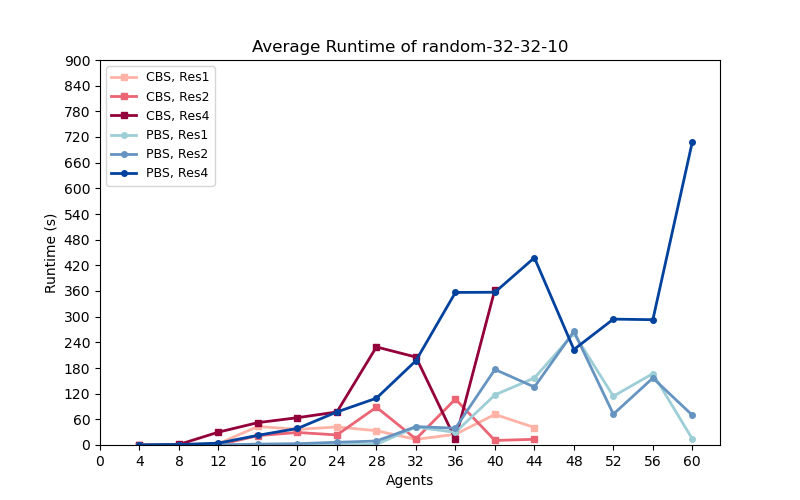 Average Runtime of random-32-32-10
900
840
780
720
660
600
540
480
420
360
300
240
180
120
60
0
Runtime (s)
CBS, Res1
CBS, Res2
CBS, Res4
PBS, Res1
PBS, Res2
PBS, Res4
0 4 8 12 16 20 24 28 32 36 40 44 48 52 56 60
Agents